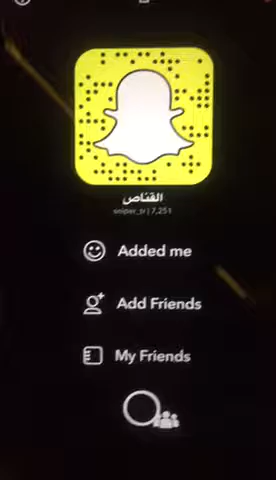 القناص
sniper_sr | 7,251
Added me
Add Friends
My Friends